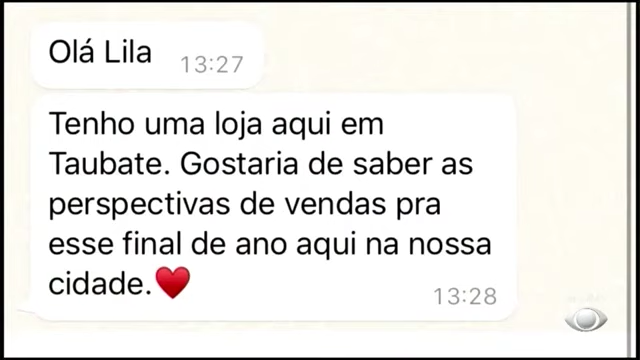 Olá Lila
13:27
Tenho uma loja aqui em
Taubate. Gostaria de saber as
perspectivas de vendas pra
esse final de ano aqui na nossa
cidade.❤️
13:28